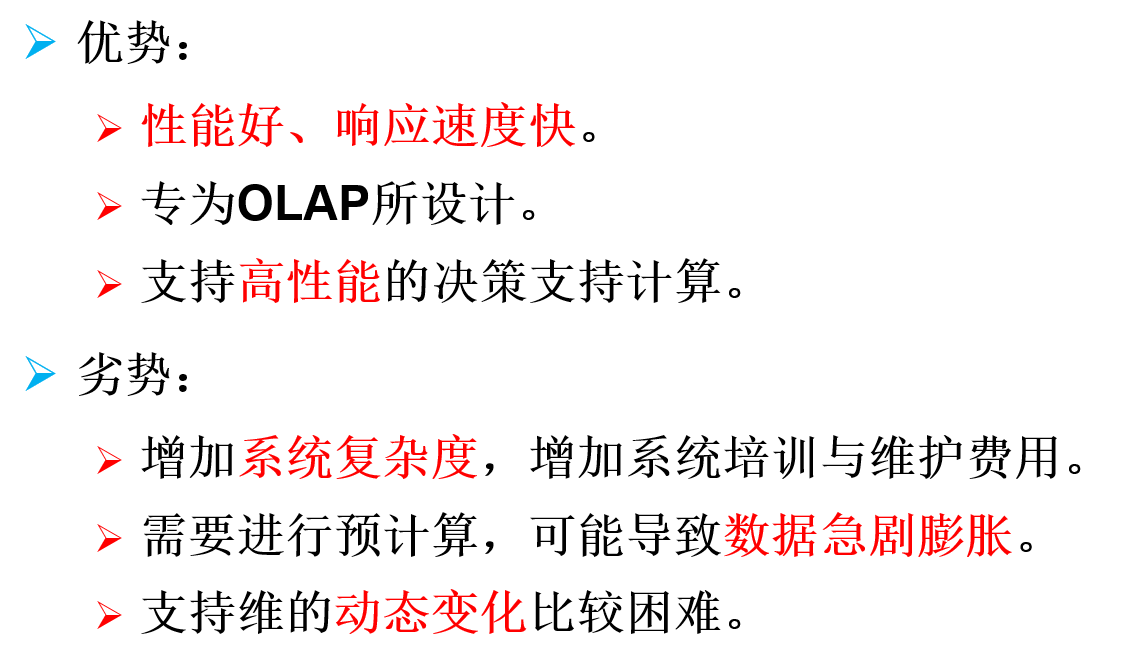 优势：
性能好、响应速度快。
专为OLAP所设计。
支持高性能的决策支持计算。
劣势：
增加系统复杂度，增加系统培训与维护费用。
需要进行预计算，可能导致数据急剧膨胀。
支持维的动态变化比较困难。